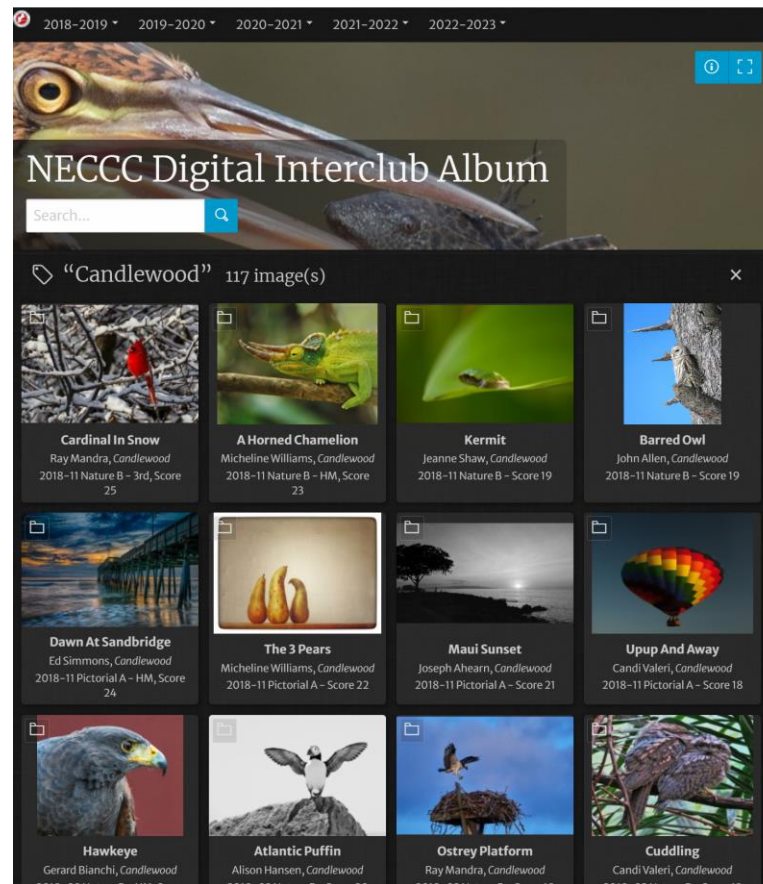 2018-2019 2019-2020 2020-2021 2021-2022 2022-2023
NECCC Digital Interclub Album
Search...
“Candlewood” 117 image(s)
Cardinal In Snow
Ray Mandra, Candlewood
2018-11 Nature B - 3rd, Score
25
A Horned Chamelion
Micheline Williams, Candlewood
2018-11 Nature B - HM, Score
23
Kermit
Jeanne Shaw, Candlewood
2018-11 Nature B - Score 19
Barred Owl
John Allen, Candlewood
2018-11 Nature B - Score 19
Dawn At Sandbridge
Ed Simmons, Candlewood
2018-11 Pictorial A - HM, Score
24
The 3 Pears
Micheline Williams, Candlewood
2018-11 Pictorial A - Score 22
Maui Sunset
Joseph Ahearn, Candlewood
2018-11 Pictorial A - Score 21
Upup And Away
Candi Valeri, Candlewood
2018-11 Pictorial A - Score 18
Hawkeye
Gerard Bianchi, Candlewood
Atlantic Puffin
Alison Hansen, Candlewood
Ostrey Platform
Ray Mandra, Candlewood
Cuddling
Candi Valeri, Candlewood